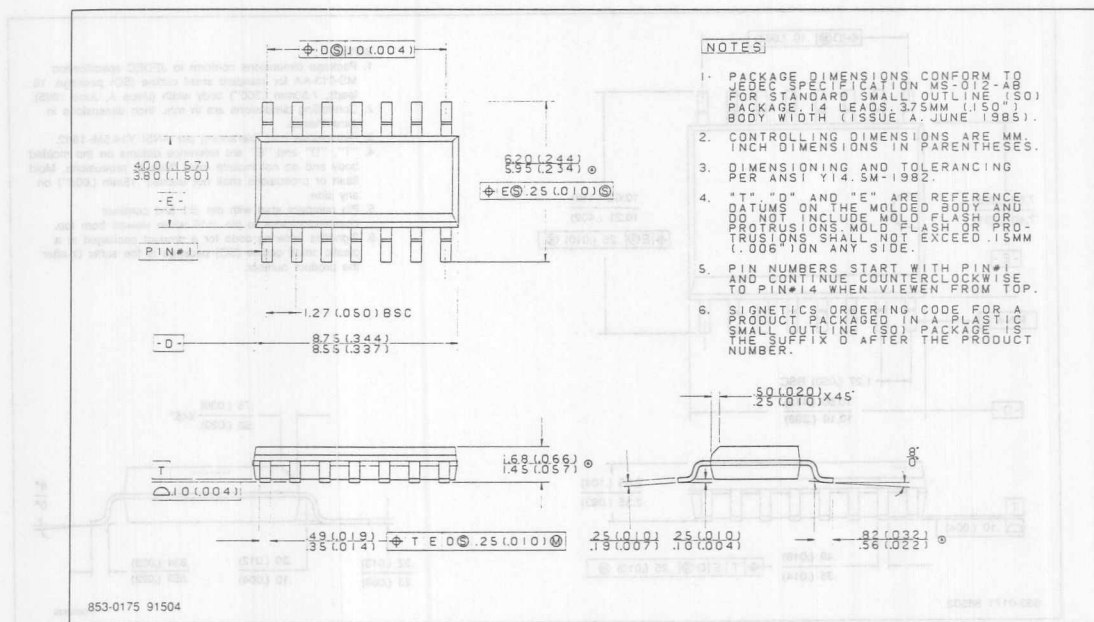 ⌖ D Ⓢ .10 (.004)
4.00 (.157)
3.80 (.150)
-E-
PIN#1
6.20 (.244)
5.95 (.234) ⊙
⌖ E Ⓢ .25 (.010) Ⓢ
1.27 (.050) BSC
-D-
8.75 (.344)
8.55 (.337)
NOTES
1. PACKAGE DIMENSIONS CONFORM TO
JEDEC SPECIFICATION MS-012-AB
FOR STANDARD SMALL OUTLINE (SO)
PACKAGE, 14 LEADS, 3.75MM (.150")
BODY WIDTH (ISSUE A, JUNE 1985).
2. CONTROLLING DIMENSIONS ARE MM.
INCH DIMENSIONS IN PARENTHESES.
3. DIMENSIONING AND TOLERANCING
PER ANSI Y14.5M-1982.
4. "T", "D" AND "E" ARE REFERENCE
DATUMS ON THE MOLDED BODY ANU
DO NOT INCLUDE MOLD FLASH OR
PROTRUSIONS. MOLD FLASH OR PRO-
TRUSIONS SHALL NOT EXCEED .15MM
(.006") ON ANY SIDE.
5. PIN NUMBERS START WITH PIN#1
AND CONTINUE COUNTERCLOCKWISE
TO PIN#14 WHEN VIEWEN FROM TOP.
6. SIGNETICS ORDERING CODE FOR A
PRODUCT PACKAGED IN A PLASTIC
SMALL OUTLINE (SO) PACKAGE IS
THE SUFFIX D AFTER THE PRODUCT
NUMBER.
.50 (.020)
.25 (.010) X 45°
T
⌓ .10 (.004)
1.68 (.066)
1.45 (.057) ⊙
8°
0°
.49 (.019)
.35 (.014)
⌖ T E D Ⓢ .25 (.010) Ⓜ
.25 (.010)
.19 (.007)
.25 (.010)
.10 (.004)
.82 (.032)
.56 (.022) ⊙
853-0175 91504